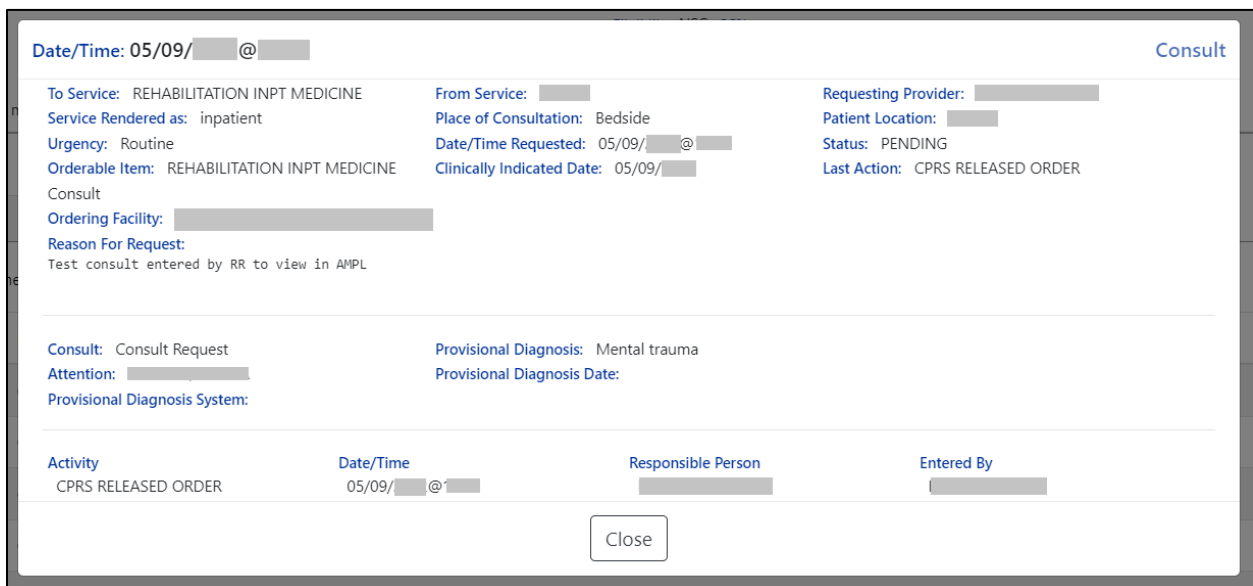 Date/Time: 05/09/ @ Consult
To Service: REHABILITATION INPT MEDICINE From Service: Requesting Provider:
Service Rendered as: inpatient Place of Consultation: Bedside Patient Location:
Urgency: Routine Date/Time Requested: 05/09/ @ Status: PENDING
Orderable Item: REHABILITATION INPT MEDICINE Clinically Indicated Date: 05/09/ Last Action: CPRS RELEASED ORDER
Consult
Ordering Facility:
Reason For Request:
Test consult entered by RR to view in AMPL
Consult: Consult Request Provisional Diagnosis: Mental trauma
Attention: Provisional Diagnosis Date:
Provisional Diagnosis System:
Activity Date/Time Responsible Person Entered By
CPRS RELEASED ORDER 05/09/ @
Close